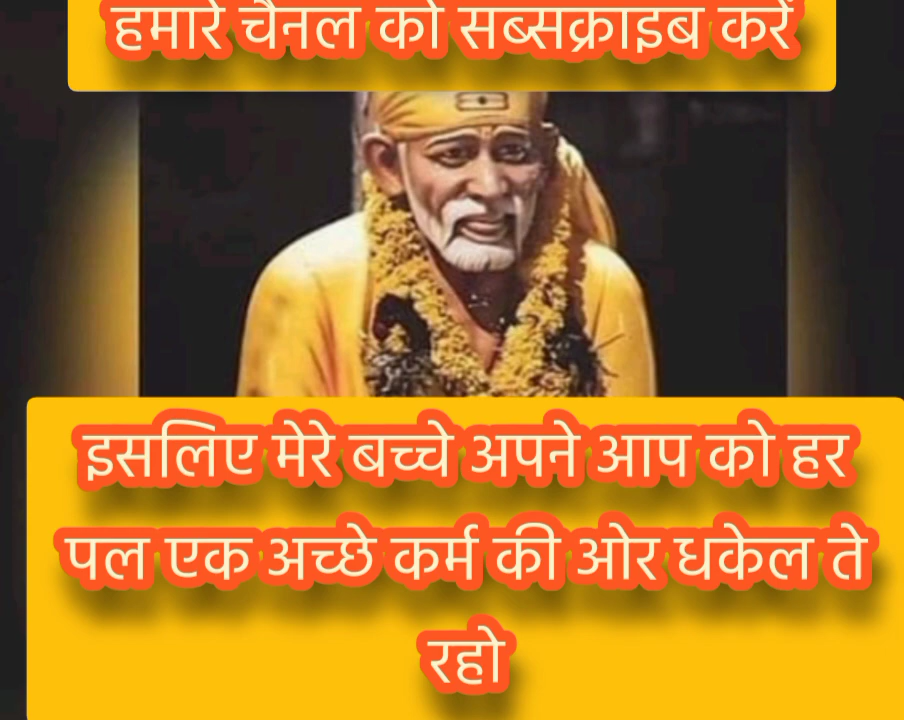 हमारे चैनल को सब्सक्राइब करें
इसलिए मेरे बच्चे अपने आप को हर
पल एक अच्छे कर्म की ओर धकेल ते
रहो